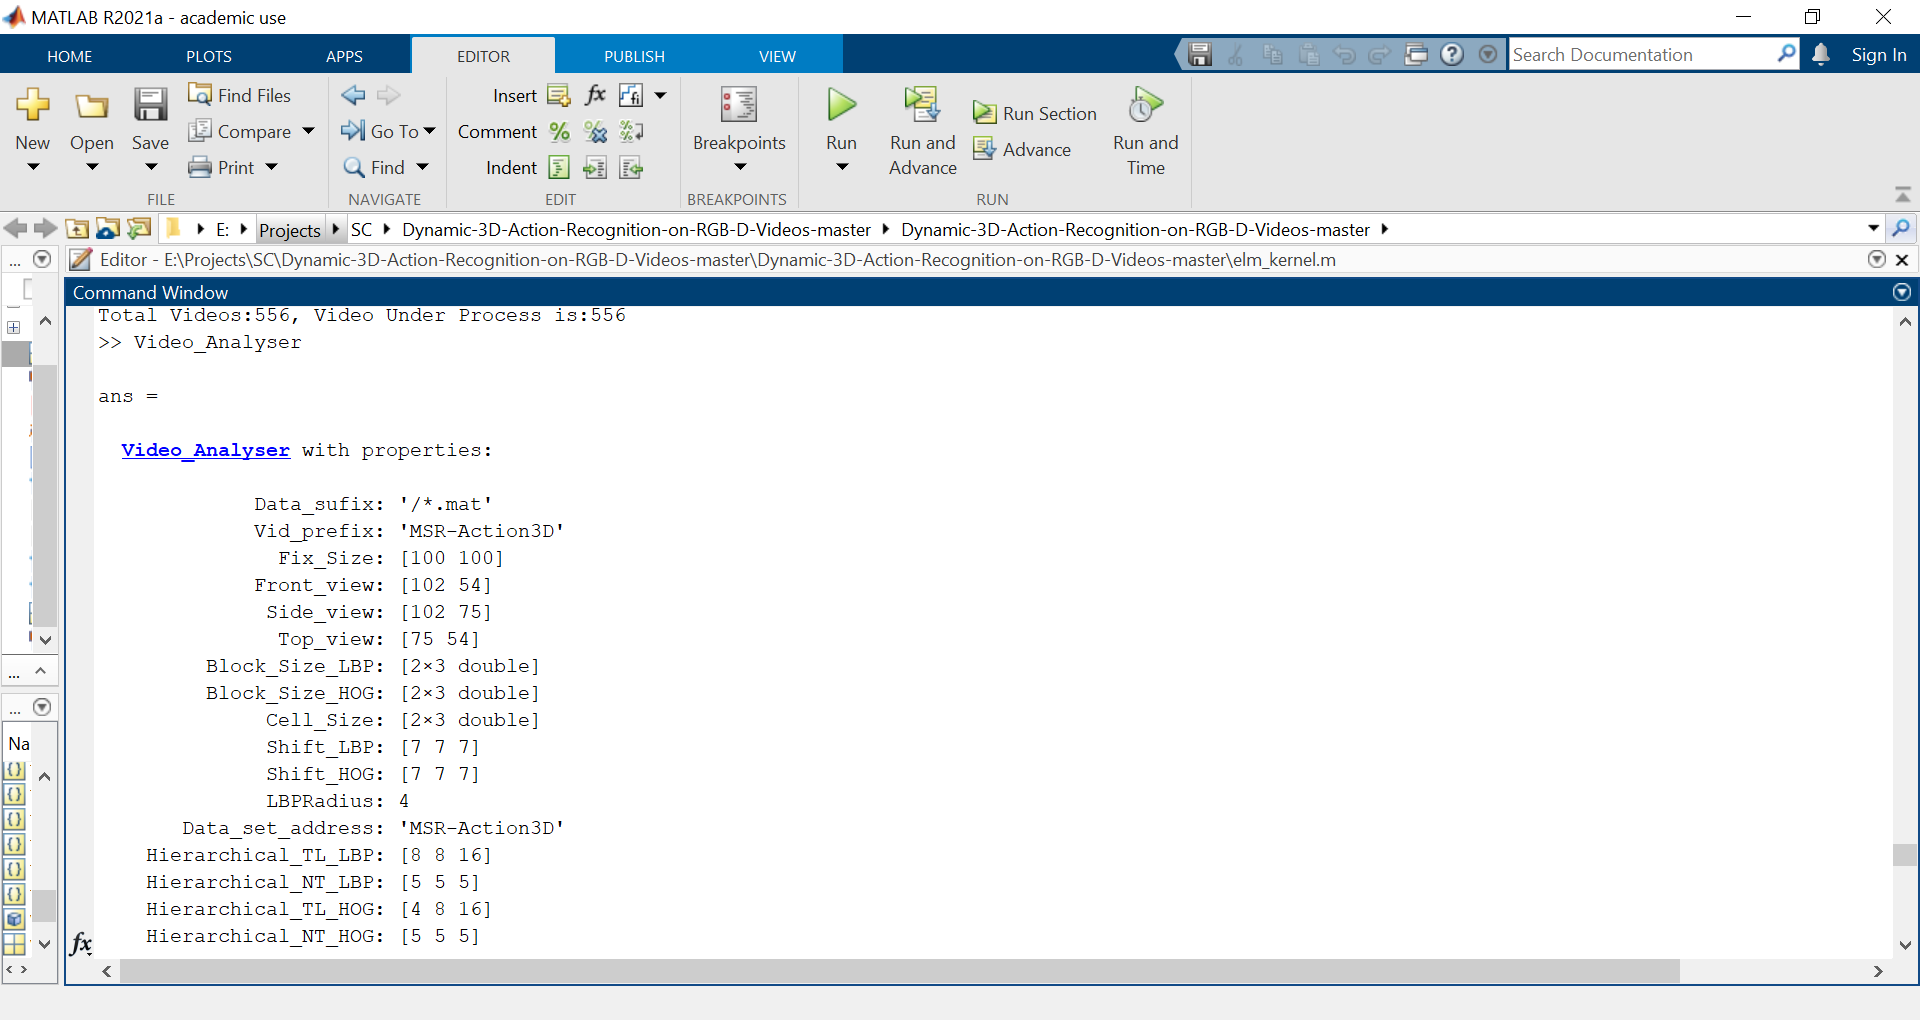 MATLAB R2021a - academic use
HOME PLOTS APPS EDITOR PUBLISH VIEW Search Documentation Sign In
New Open Save Find Files Compare Print
FILE
Go To Find
NAVIGATE
Insert fx fi
Comment % % %
Indent
EDIT
Breakpoints
BREAKPOINTS
Run Run and Advance Run Section Advance Run and Time
RUN
E: Projects SC Dynamic-3D-Action-Recognition-on-RGB-D-Videos-master Dynamic-3D-Action-Recognition-on-RGB-D-Videos-master
... Editor - E:\Projects\SC\Dynamic-3D-Action-Recognition-on-RGB-D-Videos-master\Dynamic-3D-Action-Recognition-on-RGB-D-Videos-master\elm_kernel.m
Command Window
Total Videos:556, Video Under Process is:556
>> Video_Analyser
ans =
Video_Analyser with properties:
Data_sufix: '/*.mat'
Vid_prefix: 'MSR-Action3D'
Fix_Size: [100 100]
Front_view: [102 54]
Side_view: [102 75]
Top_view: [75 54]
Block_Size_LBP: [2×3 double]
Block_Size_HOG: [2×3 double]
Cell_Size: [2×3 double]
Shift_LBP: [7 7 7]
Shift_HOG: [7 7 7]
LBPRadius: 4
Data_set_address: 'MSR-Action3D'
Hierarchical_TL_LBP: [8 8 16]
Hierarchical_NT_LBP: [5 5 5]
Hierarchical_TL_HOG: [4 8 16]
Hierarchical_NT_HOG: [5 5 5]
fx
...
...
Na